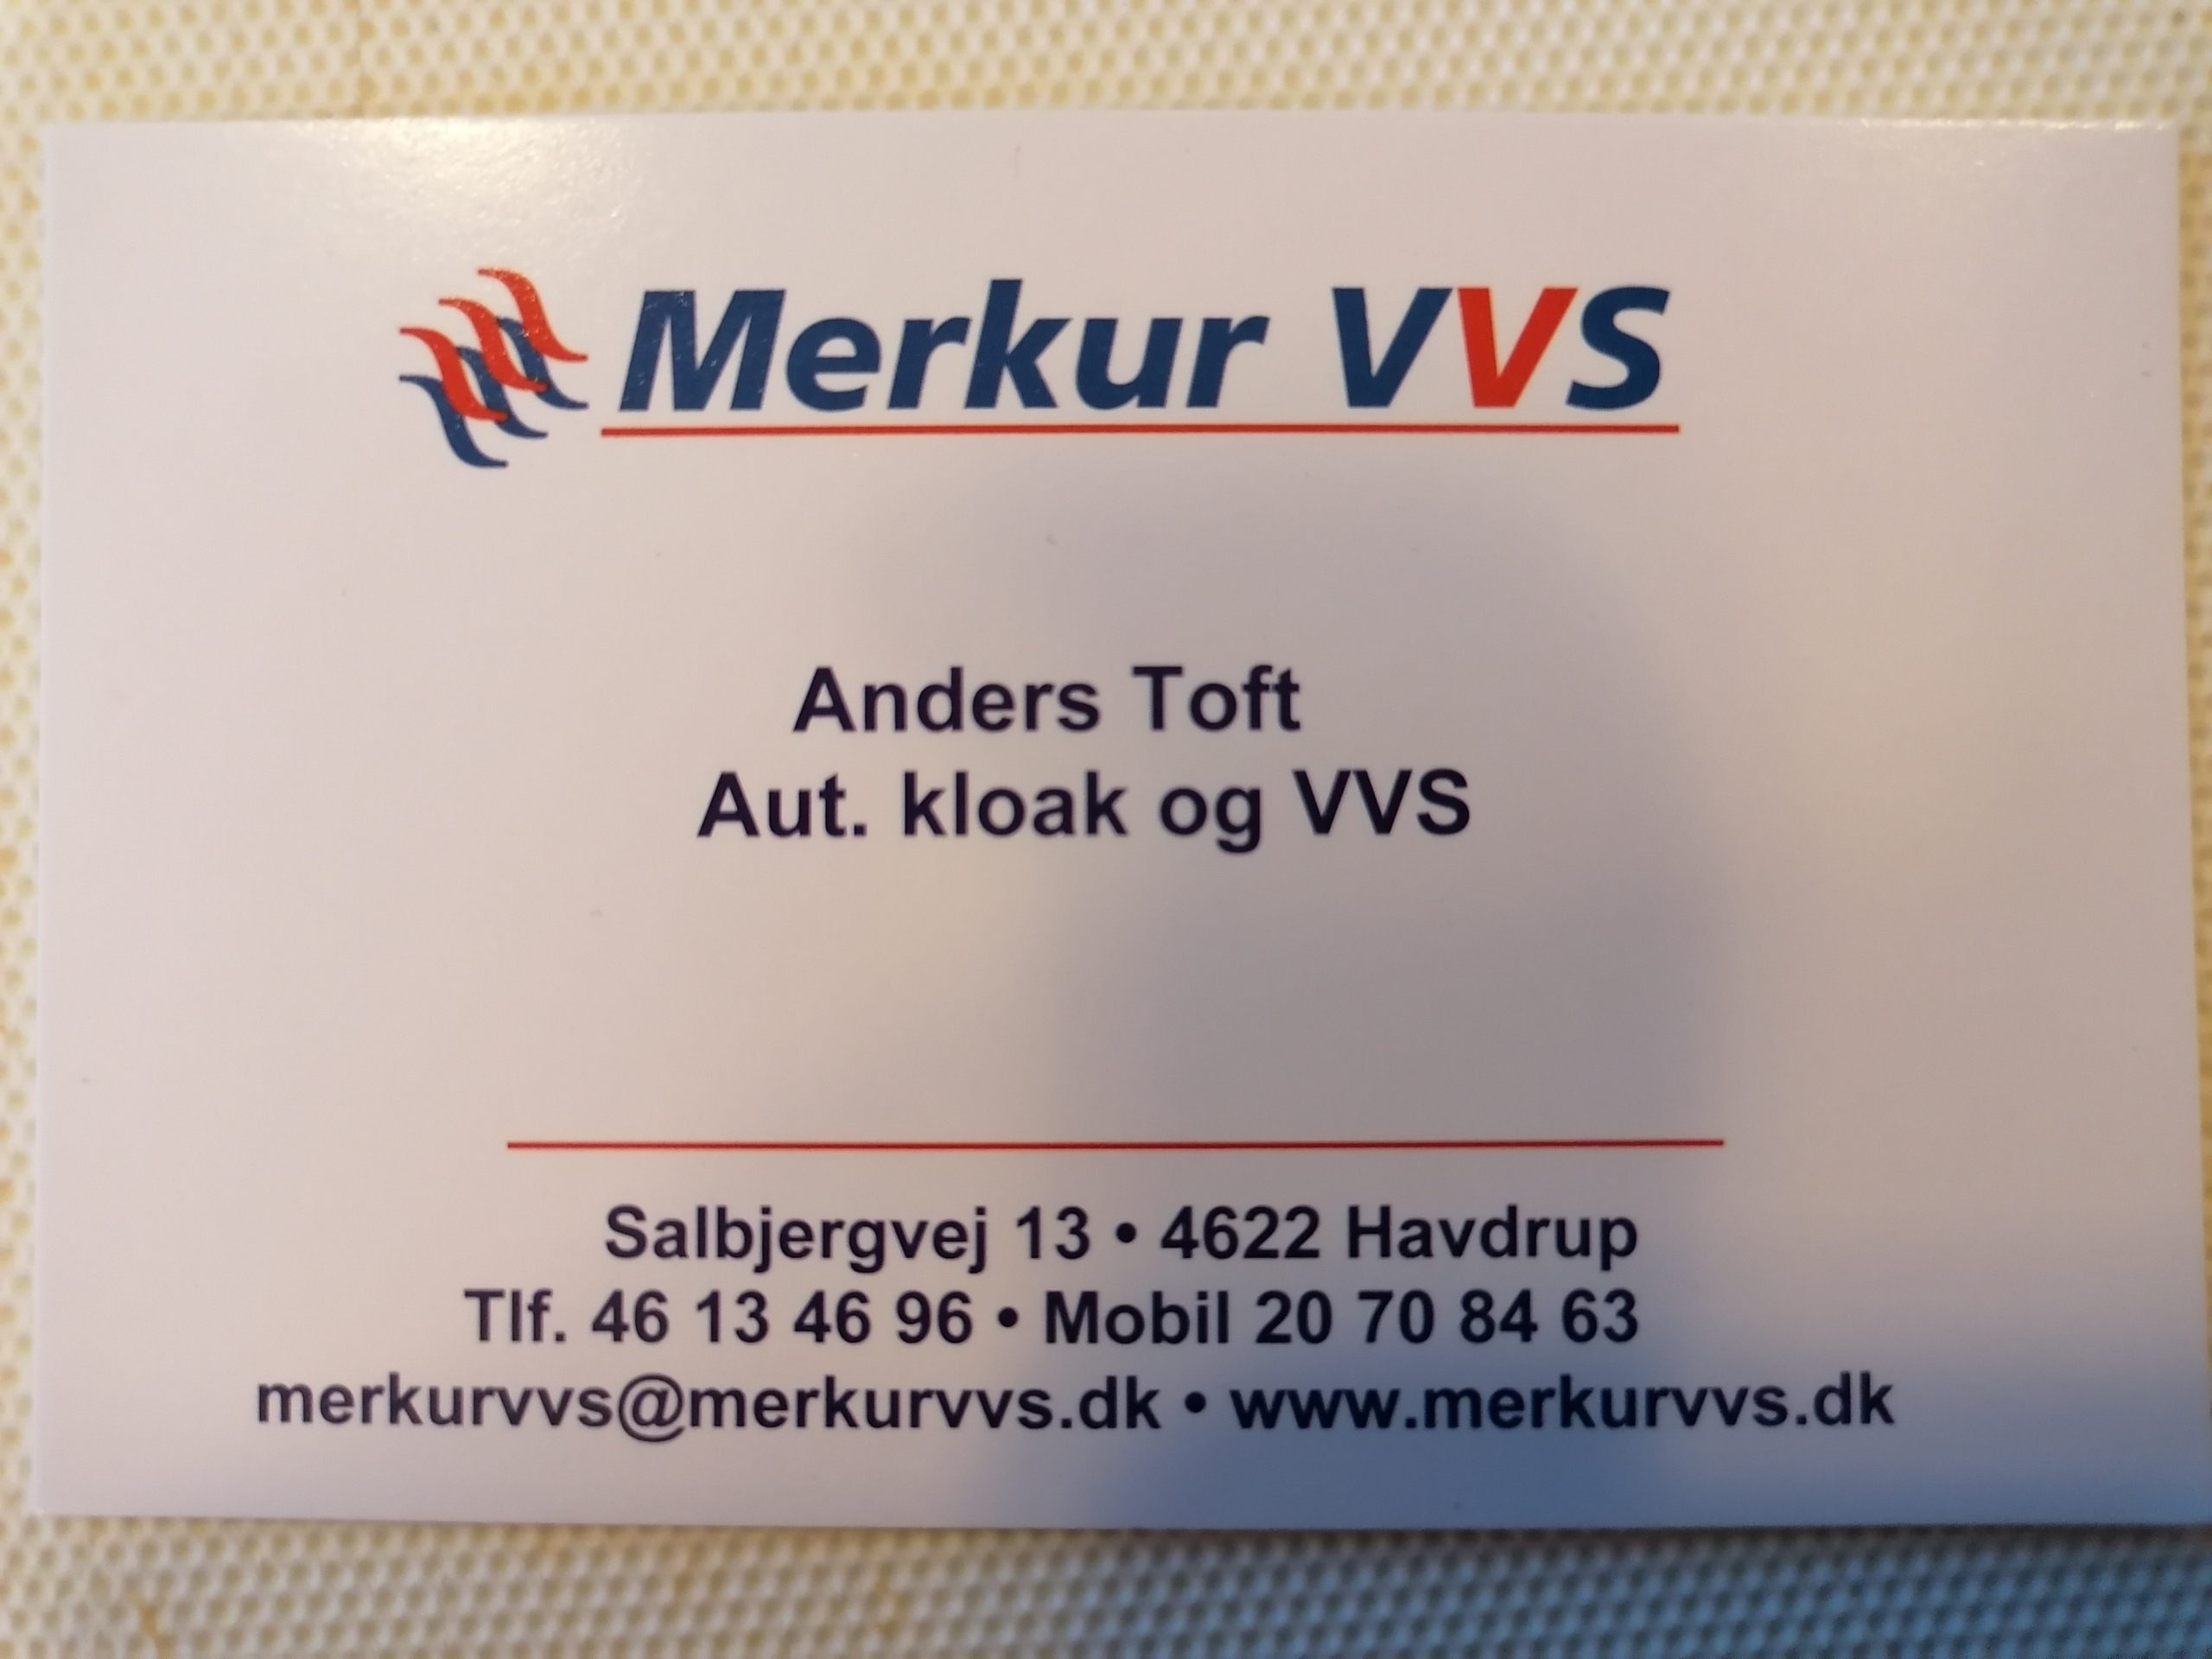 Merkur VVS
Anders Toft
Aut. kloak og VVS
Salbjergvej 13 • 4622 Havdrup
Tlf. 46 13 46 96 • Mobil 20 70 84 63
merkurvvs@merkurvvs.dk • www.merkurvvs.dk